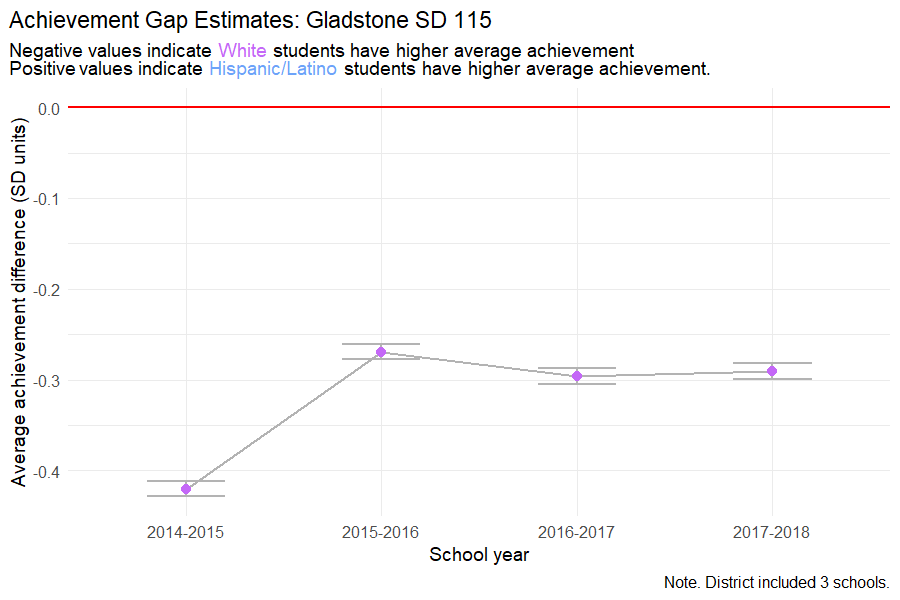 Achievement Gap Estimates: Gladstone SD 115
Negative values indicate White students have higher average achievement
Positive values indicate Hispanic/Latino students have higher average achievement.
Average achievement difference (SD units)
0.0
-0.1
-0.2
-0.3
-0.4
2014-2015
2015-2016
2016-2017
2017-2018
School year
Note. District included 3 schools.